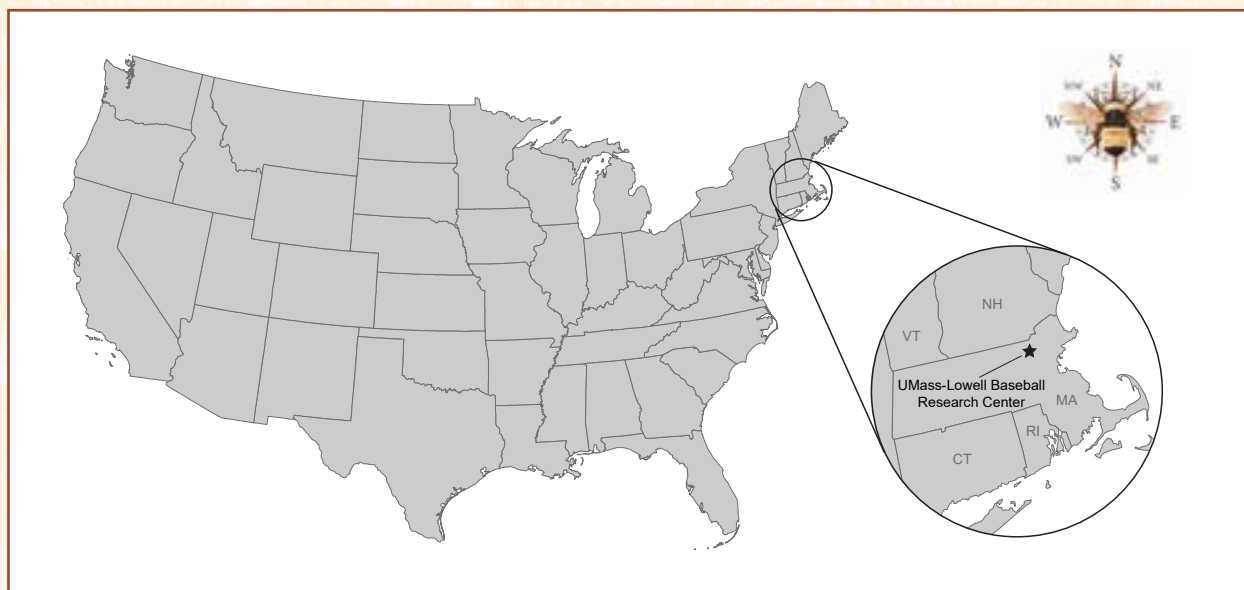 N
NW
NE
W
E
SW
SE
S
NH
VT
UMass-Lowell Baseball
Research Center
MA
RI
CT